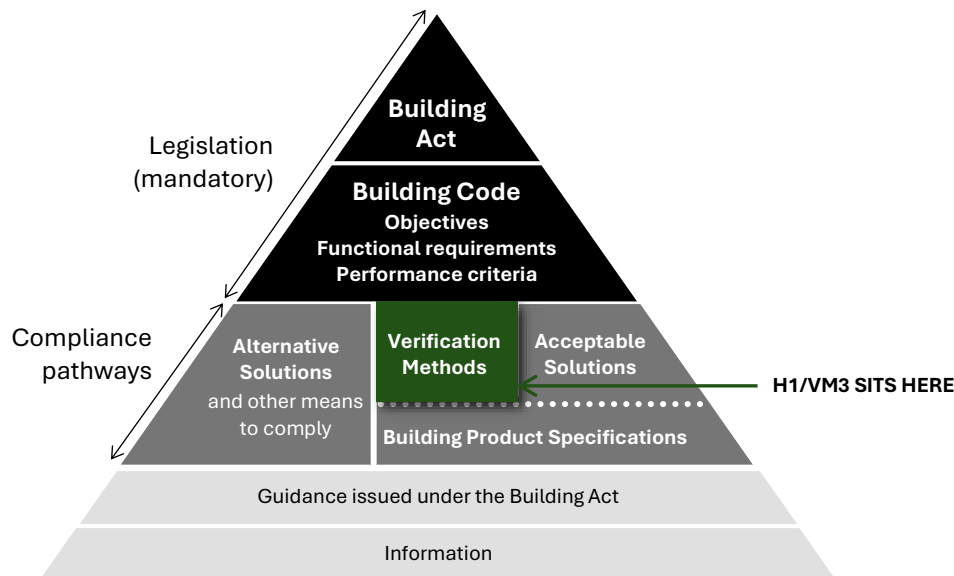 Building
Act
Legislation
(mandatory)
Building Code
Objectives
Functional requirements
Performance criteria
Compliance
pathways
Alternative
Solutions
and other means
to comply
Verification
Methods
Acceptable
Solutions
H1/VM3 SITS HERE
Building Product Specifications
Guidance issued under the Building Act
Information